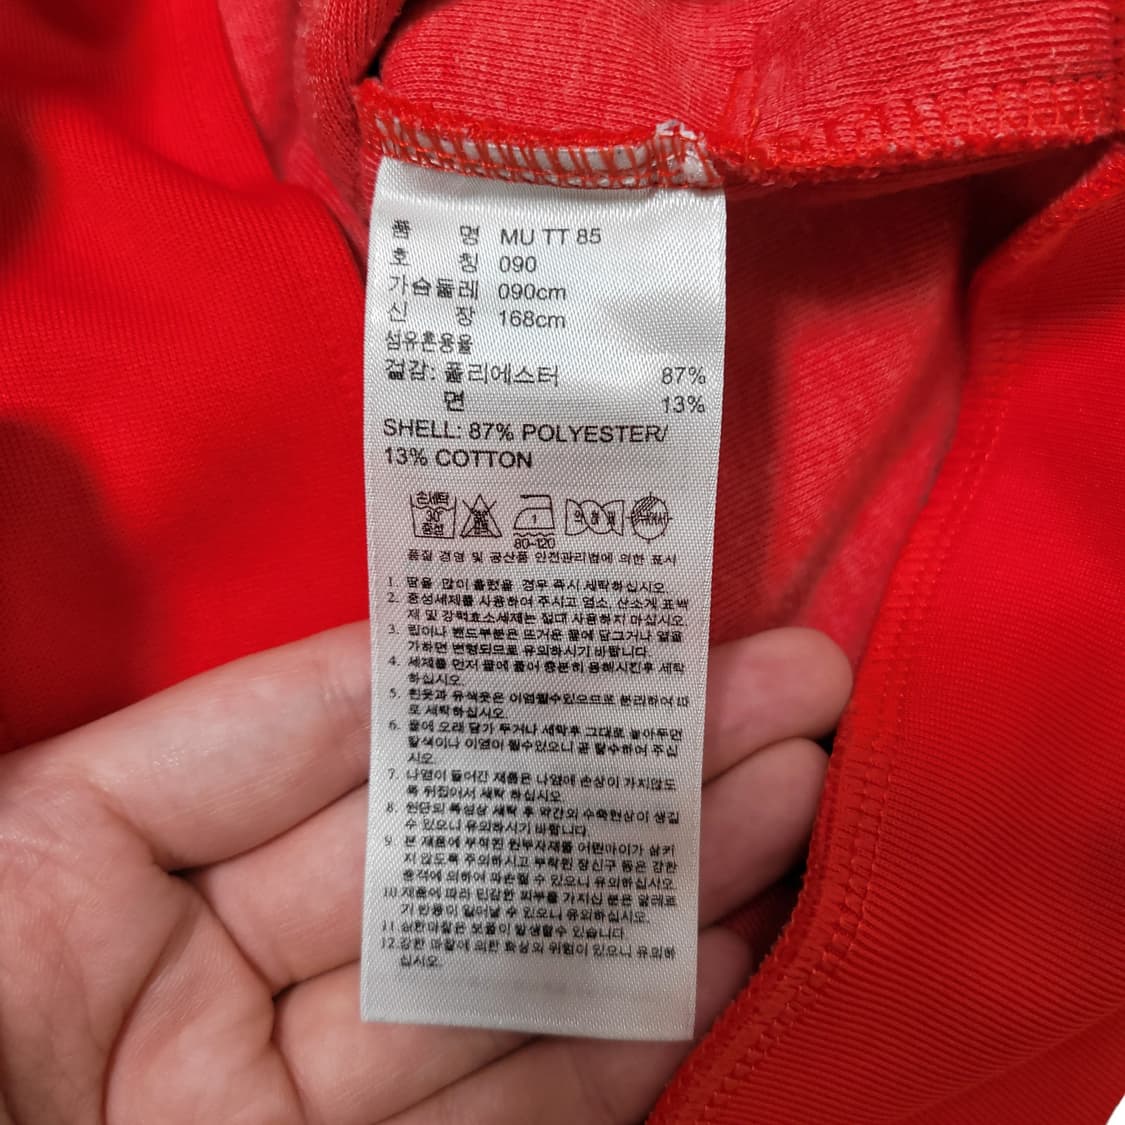 품 명 MU TT 85
호 칭 090
가슴둘레 090cm
신 장 168cm
섬유혼용율
겉감: 폴리에스터 87%
면 13%
SHELL: 87% POLYESTER/
13% COTTON
손세탁
30°
중성
80~120
품질 경영 및 공산품 안전관리법에 의한 표시
1. 땀을 많이 흘렸을 경우 즉시 세탁하십시오.
2. 중성세제를 사용하여 주시고 염소, 산소계 표백
제 및 강력효소세제는 절대 사용하지 마십시오.
3. 립이나 밴드부분은 뜨거운 물에 담그거나 열을
가하면 변형되므로 유의하시기 바랍니다.
4. 세제를 먼저 물에 풀어 충분히 용해시킨후 세탁
하십시오.
5. 흰옷과 유색옷은 이염될수있으므로 분리하여 따
로 세탁하십시오.
6. 물에 오래 담가 두거나 세탁후 그대로 놓아두면
탈색이나 이염이 될수있으니 곧 탈수하여 주십
시오.
7. 나염이 들어간 제품은 나염에 손상이 가지않도
록 뒤집어서 세탁 하십시오.
8. 원단의 특성상 세탁 후 약간의 수축현상이 생길
수 있으니 유의하시기 바랍니다.
9. 본 제품에 부착된 원부자재를 어린아이가 삼키
지 않도록 주의하시고 부착된 장신구 등은 강한
충격에 의하여 파손될 수 있으니 유의하십시오.
10. 제품에 따라 민감한 피부를 가지신 분은 알레르
기 반응이 일어날 수 있으니 유의하십시오.
11. 심한마찰은 보풀이 발생할수 있습니다
12. 강한 마찰에 의한 화상의 위험이 있으니 유의하
십시오.